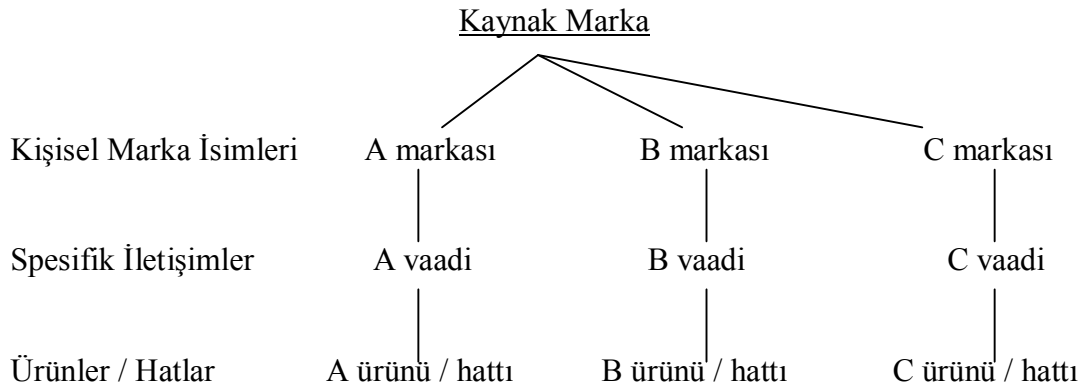 Kaynak Marka
Kişisel Marka İsimleri A markası B markası C markası
Spesifik İletişimler A vaadi B vaadi C vaadi
Ürünler / Hatlar A ürünü / hattı B ürünü / hattı C ürünü / hattı